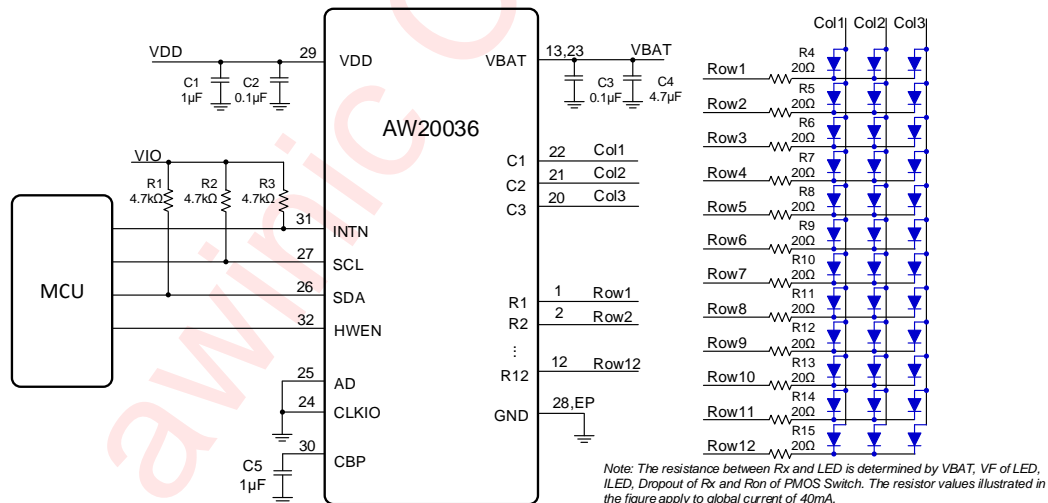 VDD
29
VDD
C1
1μF
C2
0.1μF
VBAT
13,23
VBAT
C3
0.1μF
C4
4.7μF
AW20036
VIO
R1
4.7kΩ
R2
4.7kΩ
R3
4.7kΩ
MCU
31
INTN
27
SCL
26
SDA
32
HWEN
25
AD
24
CLKIO
30
CBP
C5
1μF
C1
22
Col1
C2
21
Col2
C3
20
Col3
R1
1
Row1
R2
2
Row2
⋮
R12
12
Row12
GND
28,EP
Col1 Col2 Col3
Row1
R4
20Ω
Row2
R5
20Ω
Row3
R6
20Ω
Row4
R7
20Ω
Row5
R8
20Ω
Row6
R9
20Ω
Row7
R10
20Ω
Row8
R11
20Ω
Row9
R12
20Ω
Row10
R13
20Ω
Row11
R14
20Ω
Row12
R15
20Ω
Note: The resistance between Rx and LED is determined by VBAT, VF of LED,
ILED, Dropout of Rx and Ron of PMOS Switch. The resistor values illustrated in
the figure apply to global current of 40mA.
awinic C